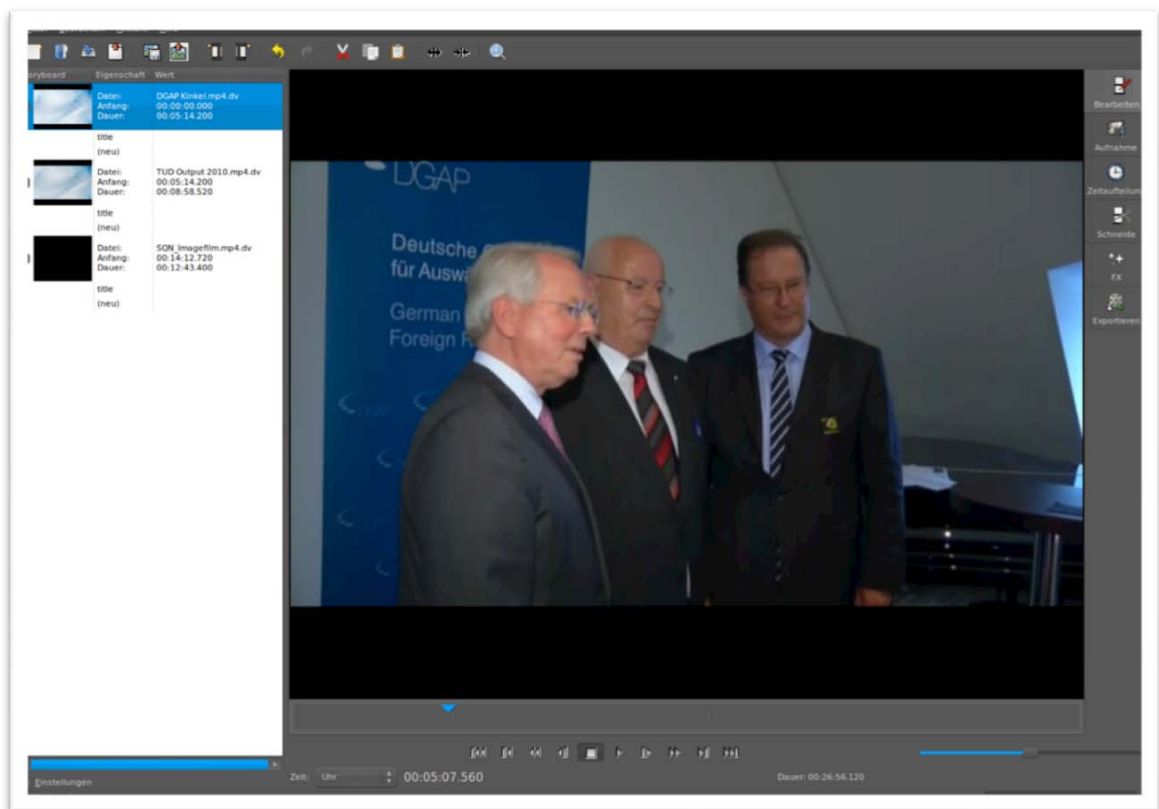 Storyboard Eigenschaft Wert
Datei: DGAP Kinkel.mp4.dv
Anfang: 00:00:00.000
Dauer: 00:05:14.200
title
(neu)
Datei: TUD Output 2010.mp4.dv
Anfang: 00:05:14.200
Dauer: 00:08:58.520
title
(neu)
Datei: SQN_Imagefilm.mp4.dv
Anfang: 00:14:12.720
Dauer: 00:12:43.400
title
(neu)
DGAP
Deutsche
für Auswä
German
Foreign
Bearbeiten
Aufnahme
Zeitaufteilun
Schneide
FX
Exportieren
Einstellungen
Zeit: Uhr 00:05:07.560 Dauer: 00:26:56.120